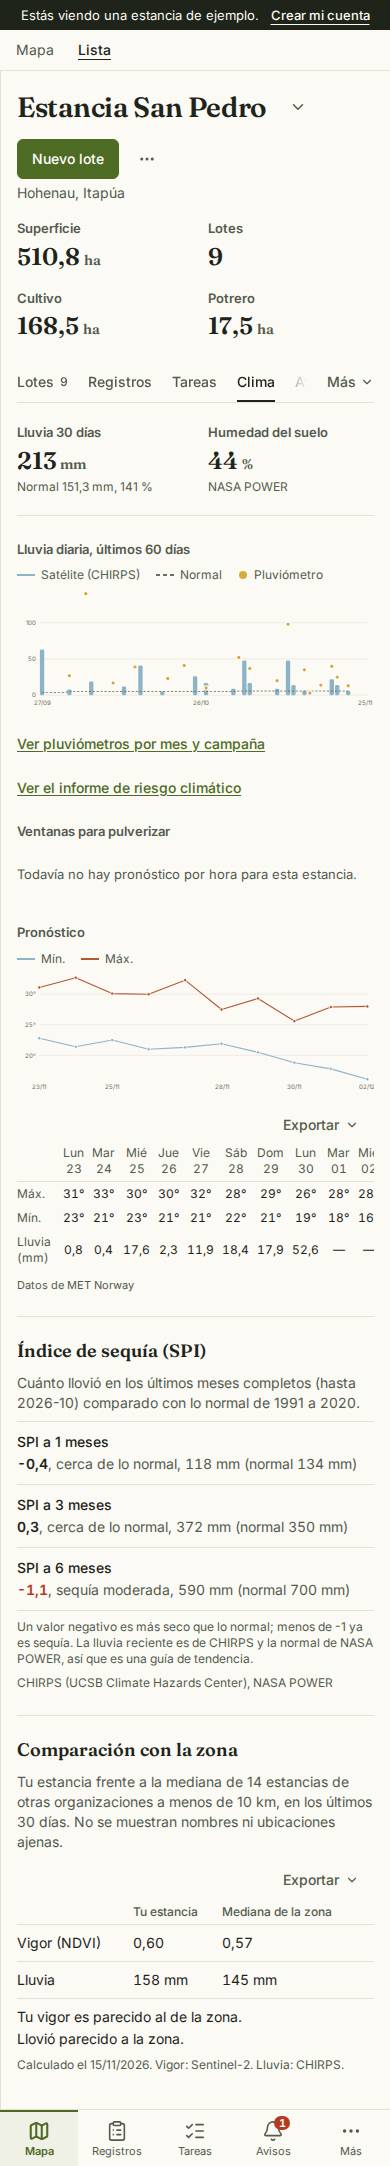 Estás viendo una estancia de ejemplo. Crear mi cuenta
Mapa Lista
Estancia San Pedro
Nuevo lote
Hohenau, Itapúa
Superficie Lotes
510,8 ha 9
Cultivo Potrero
168,5 ha 17,5 ha
Lotes 9 Registros Tareas Clima A Más
Lluvia 30 días Humedad del suelo
213 mm 44 %
Normal 151,3 mm, 141 % NASA POWER
Lluvia diaria, últimos 60 días
Satélite (CHIRPS) Normal Pluviómetro
100
50
0
27/09 26/10 25/11
Ver pluviómetros por mes y campaña
Ver el informe de riesgo climático
Ventanas para pulverizar
Todavía no hay pronóstico por hora para esta estancia.
Pronóstico
Mín. Máx.
30°
25°
20°
23/11 25/11 28/11 30/11 02/12
Exportar
Lun Mar Mié Jue Vie Sáb Dom Lun Mar Mié
23 24 25 26 27 28 29 30 01 02
Máx. 31° 33° 30° 30° 32° 28° 29° 26° 28° 28
Mín. 23° 21° 23° 21° 21° 22° 21° 19° 18° 16
Lluvia (mm) 0,8 0,4 17,6 2,3 11,9 18,4 17,9 52,6 — —
Datos de MET Norway
Índice de sequía (SPI)
Cuánto llovió en los últimos meses completos (hasta
2026-10) comparado con lo normal de 1991 a 2020.
SPI a 1 meses
-0,4, cerca de lo normal, 118 mm (normal 134 mm)
SPI a 3 meses
0,3, cerca de lo normal, 372 mm (normal 350 mm)
SPI a 6 meses
-1,1, sequía moderada, 590 mm (normal 700 mm)
Un valor negativo es más seco que lo normal; menos de -1 ya
es sequía. La lluvia reciente es de CHIRPS y la normal de NASA
POWER, así que es una guía de tendencia.
CHIRPS (UCSB Climate Hazards Center), NASA POWER
Comparación con la zona
Tu estancia frente a la mediana de 14 estancias de
otras organizaciones a menos de 10 km, en los últimos
30 días. No se muestran nombres ni ubicaciones
ajenas.
Exportar
Tu estancia Mediana de la zona
Vigor (NDVI) 0,60 0,57
Lluvia 158 mm 145 mm
Tu vigor es parecido al de la zona.
Llovió parecido a la zona.
Calculado el 15/11/2026. Vigor: Sentinel-2. Lluvia: CHIRPS.
1
Mapa Registros Tareas Avisos Más